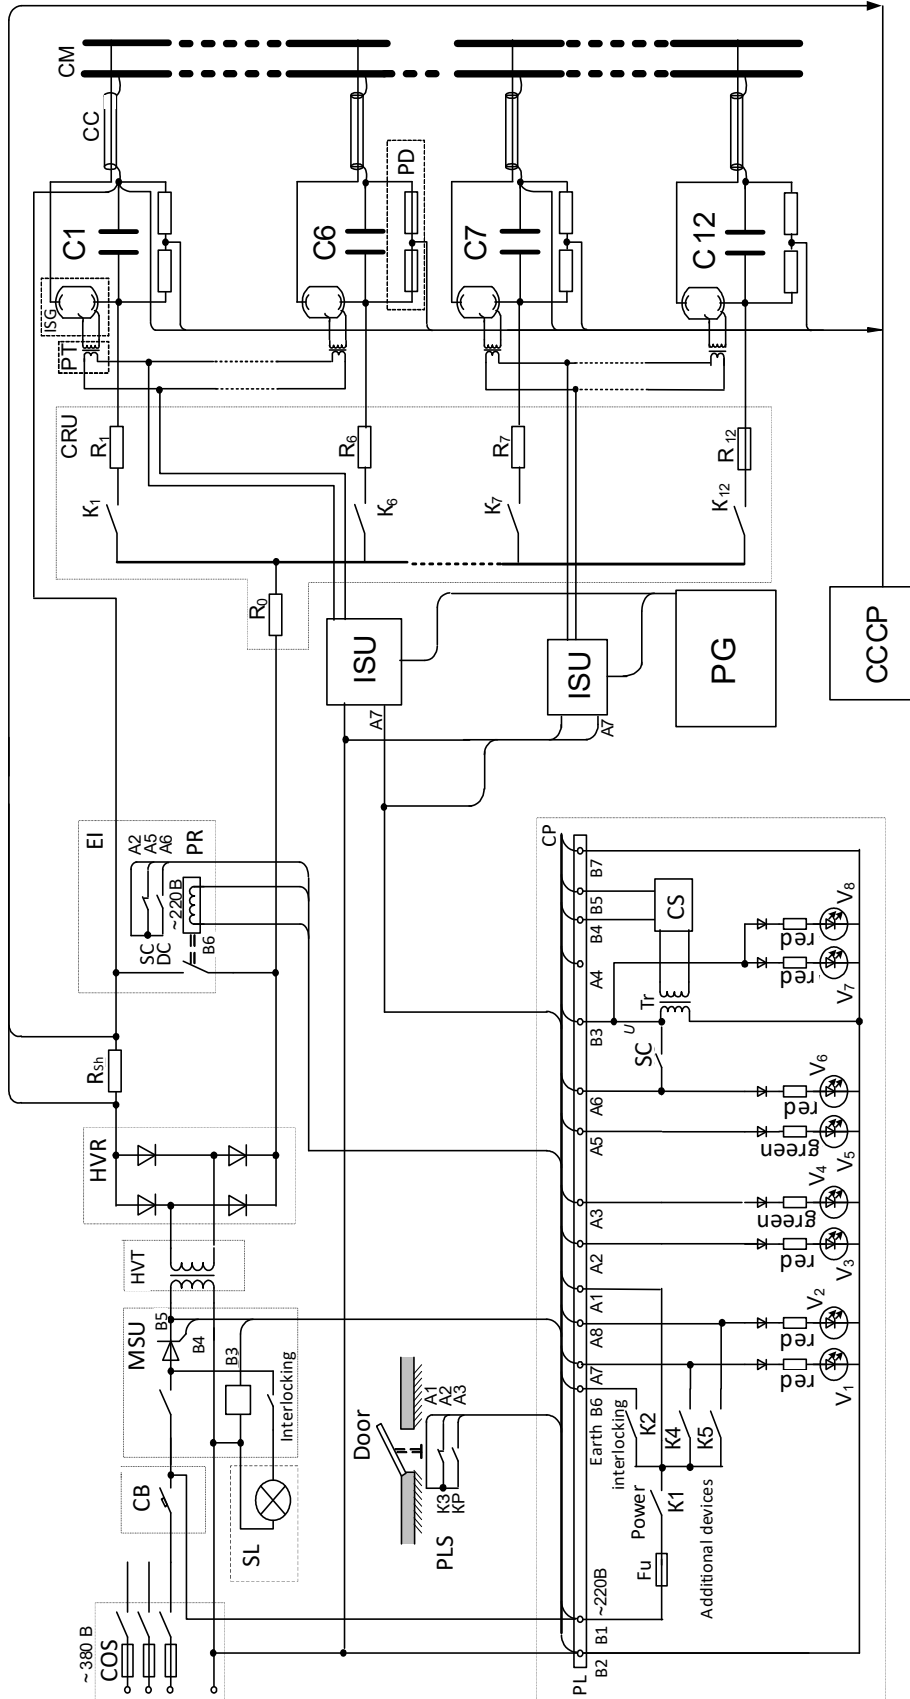 CM
CC
C1
C6
PD
C7
C12
ISG
PT
CRU
R1
R6
R7
R12
K1
K6
K7
K12
R0
ISU
A7
ISU
A7
PG
CCCP
EI
A2
A5
A6
PR
SC
DC
~220В
B6
Rsh
HVR
HVT
MSU
B5
B4
B3
Interlocking
CB
SL
~380 В
COS
Door
A1
A2
A3
K3
KP
PLS
CP
B7
B5
B4
A4
B3
A6
A5
A3
A2
A1
A8
A7
B6
Earth
interlocking
~220В
B1
B2
PL
CS
Tr
U
SC
K2
K4
K5
Power
K1
Fu
Additional devices
red
V8
red
V7
red
V6
green
V5
green
V4
red
V3
red
V2
red
V1